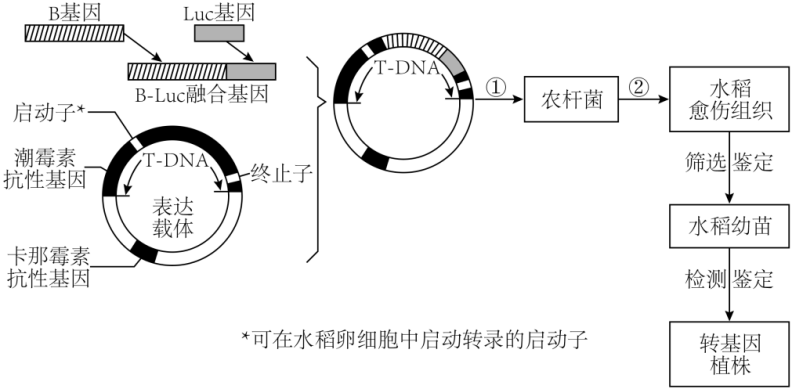 B基因
Luc基因
B-Luc融合基因
启动子*
潮霉素
抗性基因
T-DNA
终止子
表达
载体
卡那霉素
抗性基因
T-DNA
①
农杆菌
②
水稻
愈伤组织
筛选 鉴定
水稻幼苗
检测 鉴定
转基因
植株
*可在水稻卵细胞中启动转录的启动子